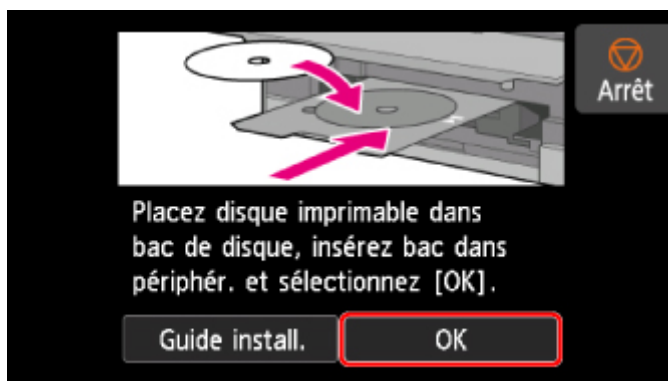 Arrêt
Placez disque imprimable dans
bac de disque, insérez bac dans
périphér. et sélectionnez [OK].
Guide install.
OK